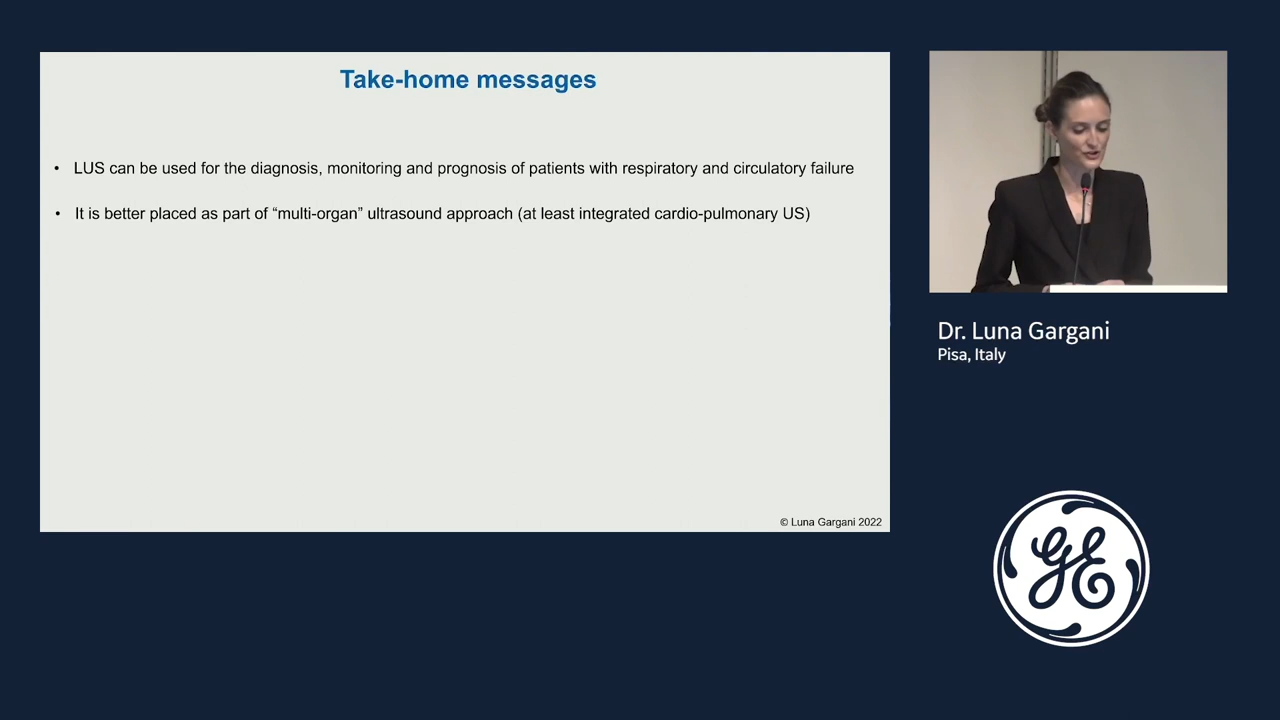 Take-home messages
• LUS can be used for the diagnosis, monitoring and prognosis of patients with respiratory and circulatory failure
• It is better placed as part of “multi-organ” ultrasound approach (at least integrated cardio-pulmonary US)
© Luna Gargani 2022
Dr. Luna Gargani
Pisa, Italy
GE